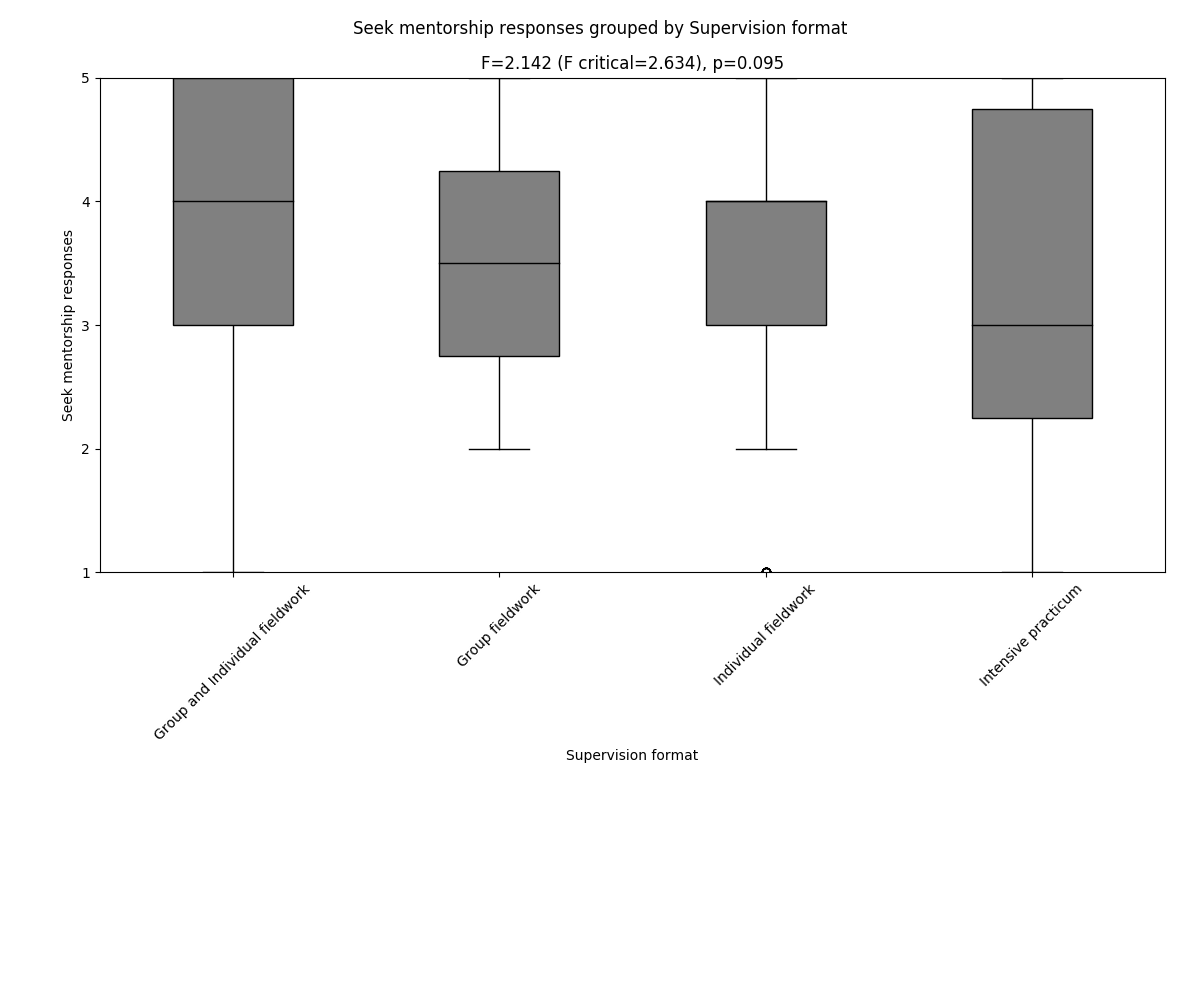 Seek mentorship responses grouped by Supervision format
F=2.142 (F critical=2.634), p=0.095
Seek mentorship responses
5
4
3
2
1
Group and Individual fieldwork
Group fieldwork
Individual fieldwork
Intensive practicum
Supervision format